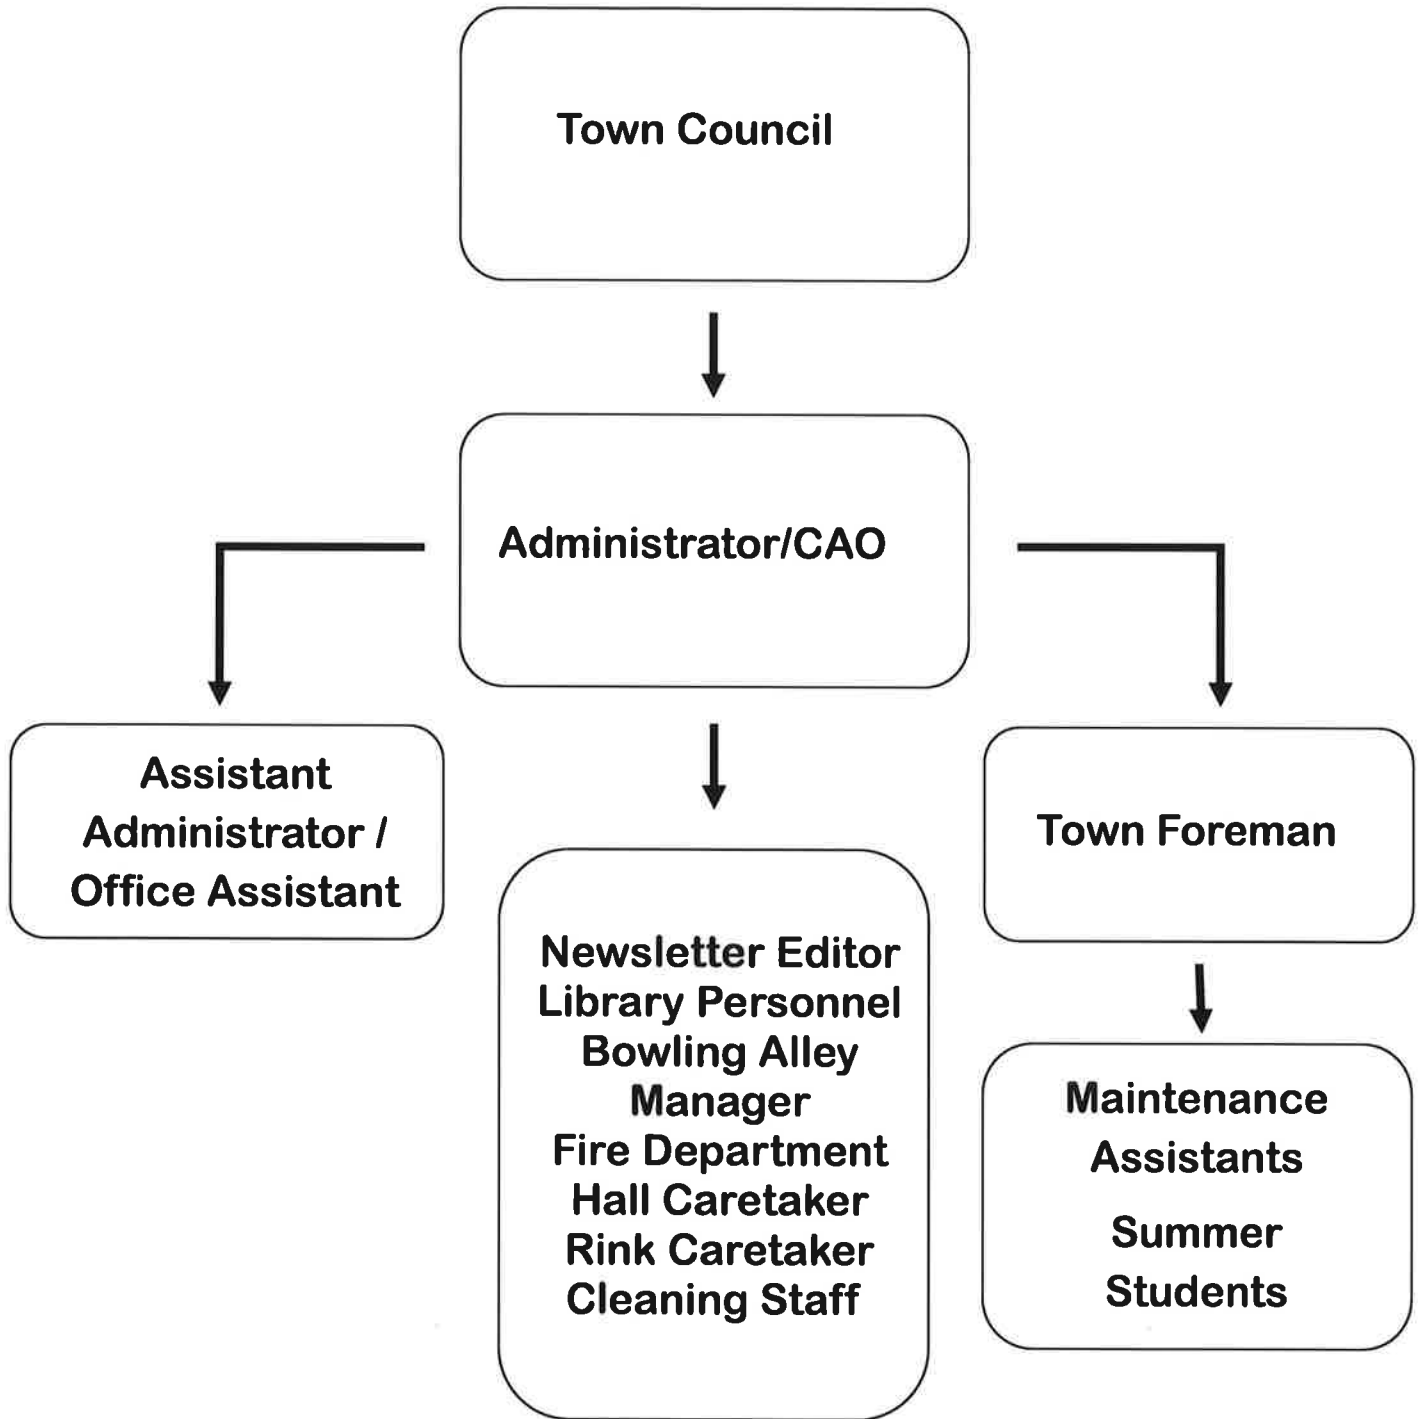 Town Council
Administrator/CAO
Assistant
Administrator /
Office Assistant
Newsletter Editor
Library Personnel
Bowling Alley
Manager
Fire Department
Hall Caretaker
Rink Caretaker
Cleaning Staff
Town Foreman
Maintenance
Assistants
Summer
Students